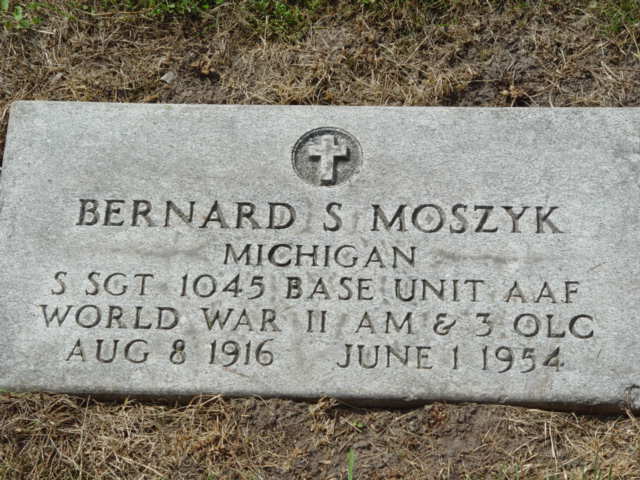 BERNARD S MOSZYK
MICHIGAN
S SGT 1045 BASE UNIT AAF
WORLD WAR II AM & 3 OLC
AUG 8 1916 JUNE 1 1954